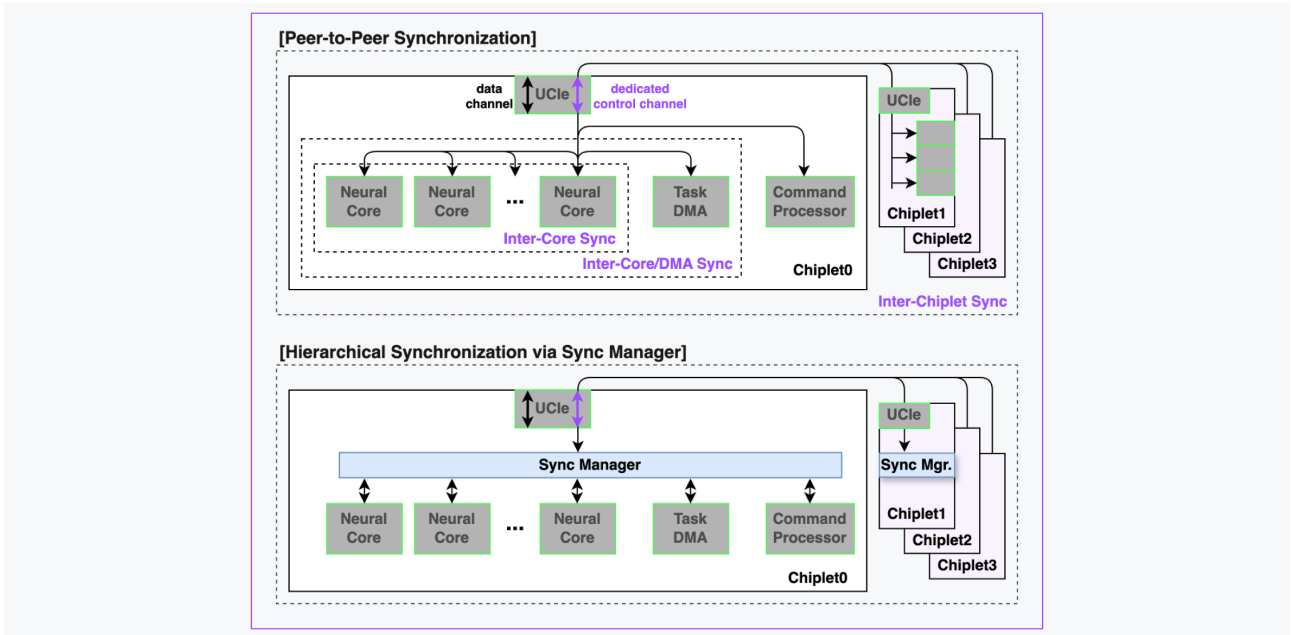 [Peer-to-Peer Synchronization]
data
channel
UCIe
dedicated
control channel
UCIe
Neural
Core
Neural
Core
...
Neural
Core
Task
DMA
Command
Processor
Inter-Core Sync
Inter-Core/DMA Sync
Chiplet0
Chiplet1
Chiplet2
Chiplet3
Inter-Chiplet Sync
[Hierarchical Synchronization via Sync Manager]
UCIe
UCIe
Sync Manager
Sync Mgr.
Neural
Core
Neural
Core
...
Neural
Core
Task
DMA
Command
Processor
Chiplet0
Chiplet1
Chiplet2
Chiplet3